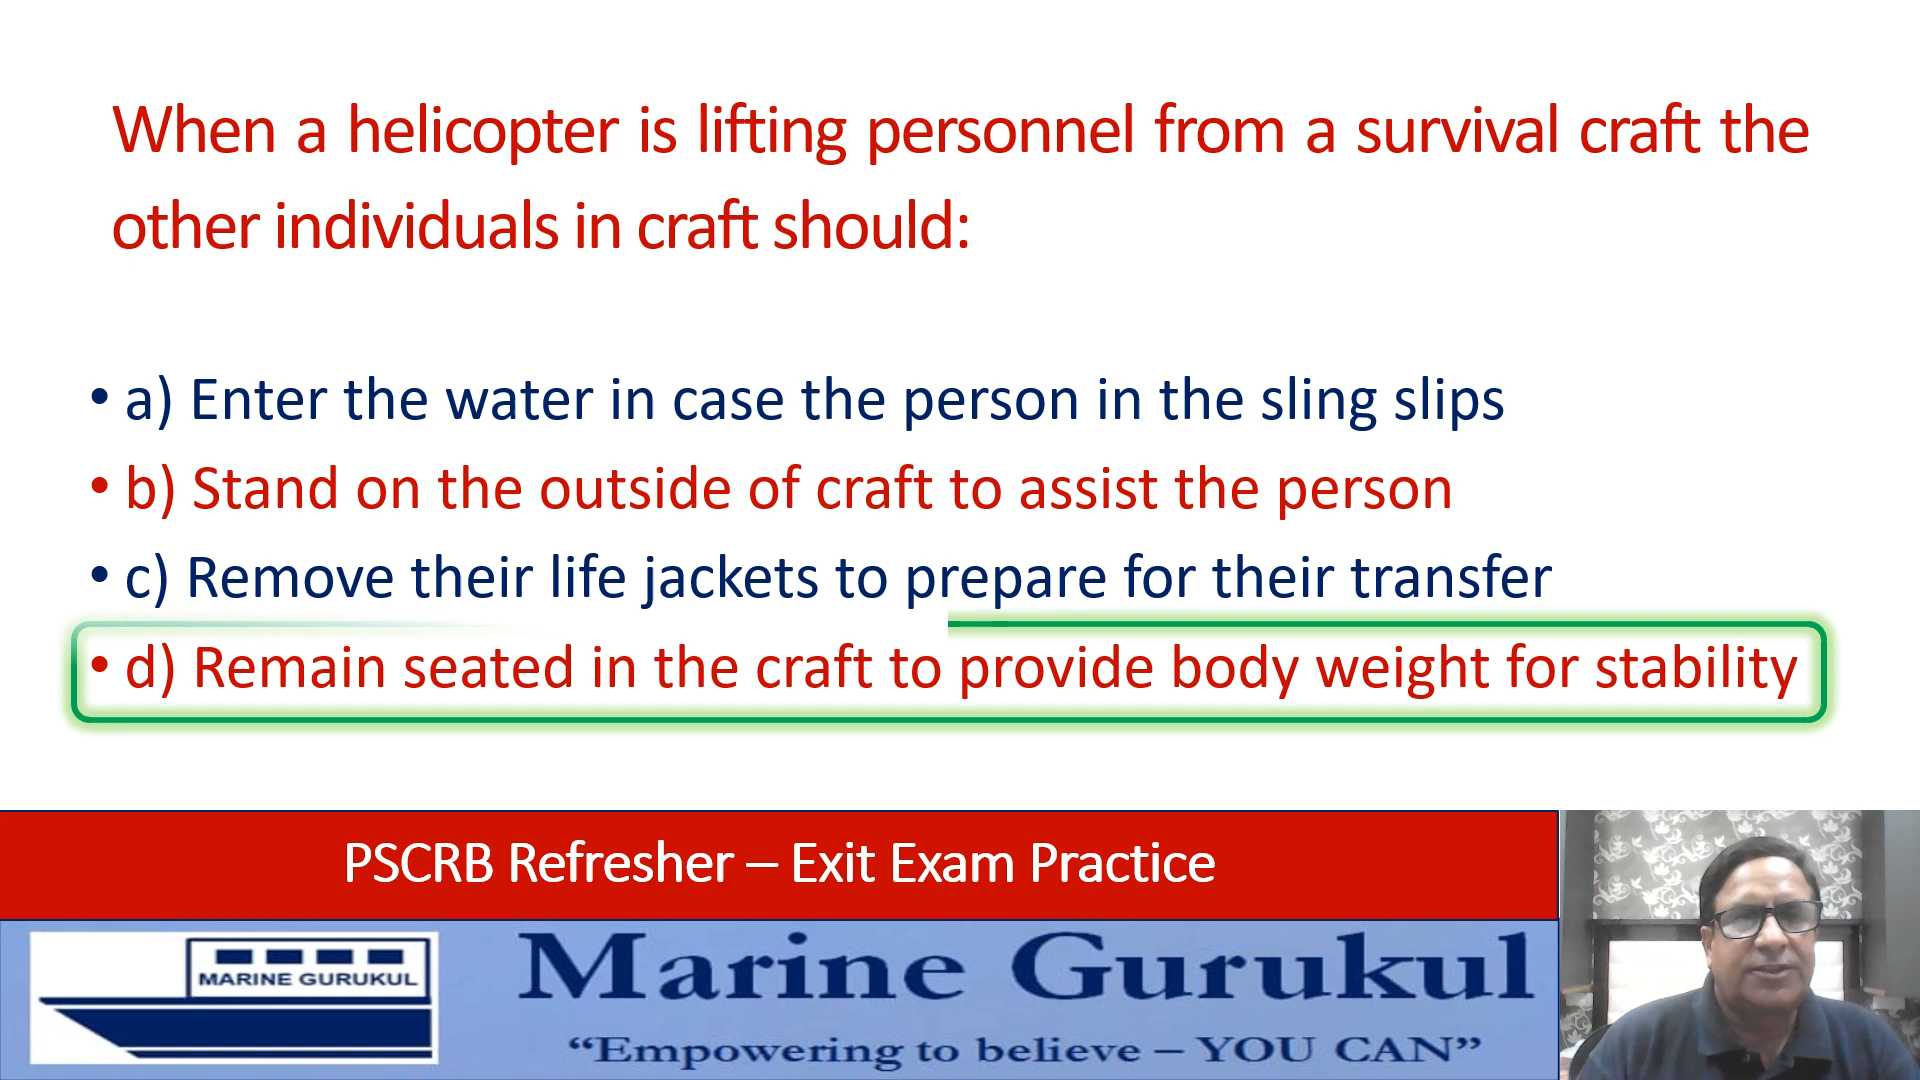 When a helicopter is lifting personnel from a survival craft the
other individuals in craft should:
• a) Enter the water in case the person in the sling slips
• b) Stand on the outside of craft to assist the person
• c) Remove their life jackets to prepare for their transfer
• d) Remain seated in the craft to provide body weight for stability
PSCRB Refresher – Exit Exam Practice
MARINE GURUKUL
Marine Gurukul
“Empowering to believe – YOU CAN”